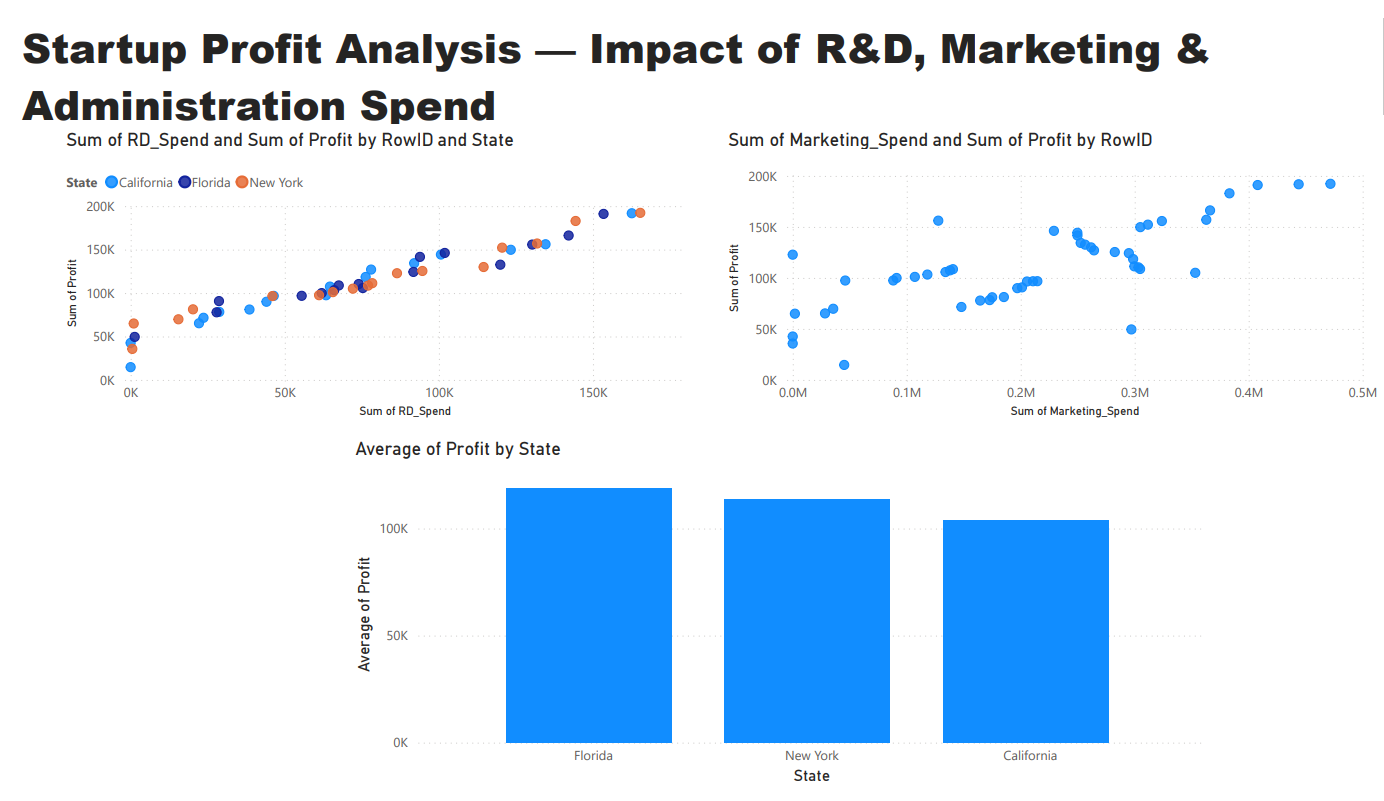 Startup Profit Analysis — Impact of R&D, Marketing &
Administration Spend
Sum of RD_Spend and Sum of Profit by RowID and State
State California Florida New York
200K
150K
100K
50K
0K
Sum of Profit
0K 50K 100K 150K
Sum of RD_Spend
Sum of Marketing_Spend and Sum of Profit by RowID
200K
150K
100K
50K
0K
Sum of Profit
0.0M 0.1M 0.2M 0.3M 0.4M 0.5M
Sum of Marketing_Spend
Average of Profit by State
100K
50K
0K
Average of Profit
Florida New York California
State